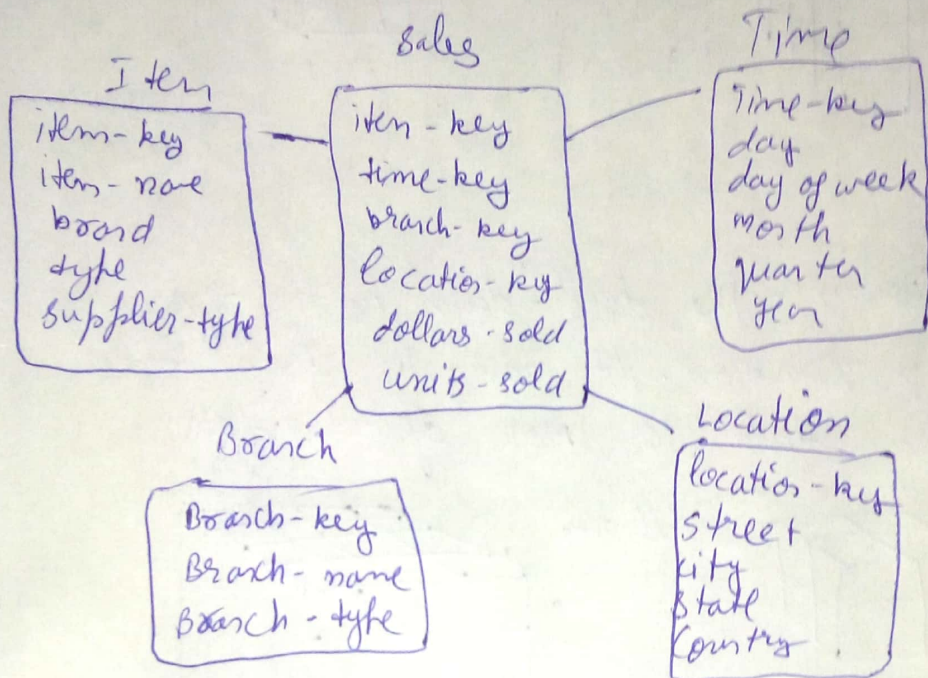 Item
item-key
item-name
brand
type
supplier-type
Sales
item-key
time-key
branch-key
location-key
dollars-sold
units-sold
Time
Time-key
day
day of week
month
quarter
year
Branch
Branch-key
Branch-name
Branch-type
Location
location-key
Street
city
State
Country